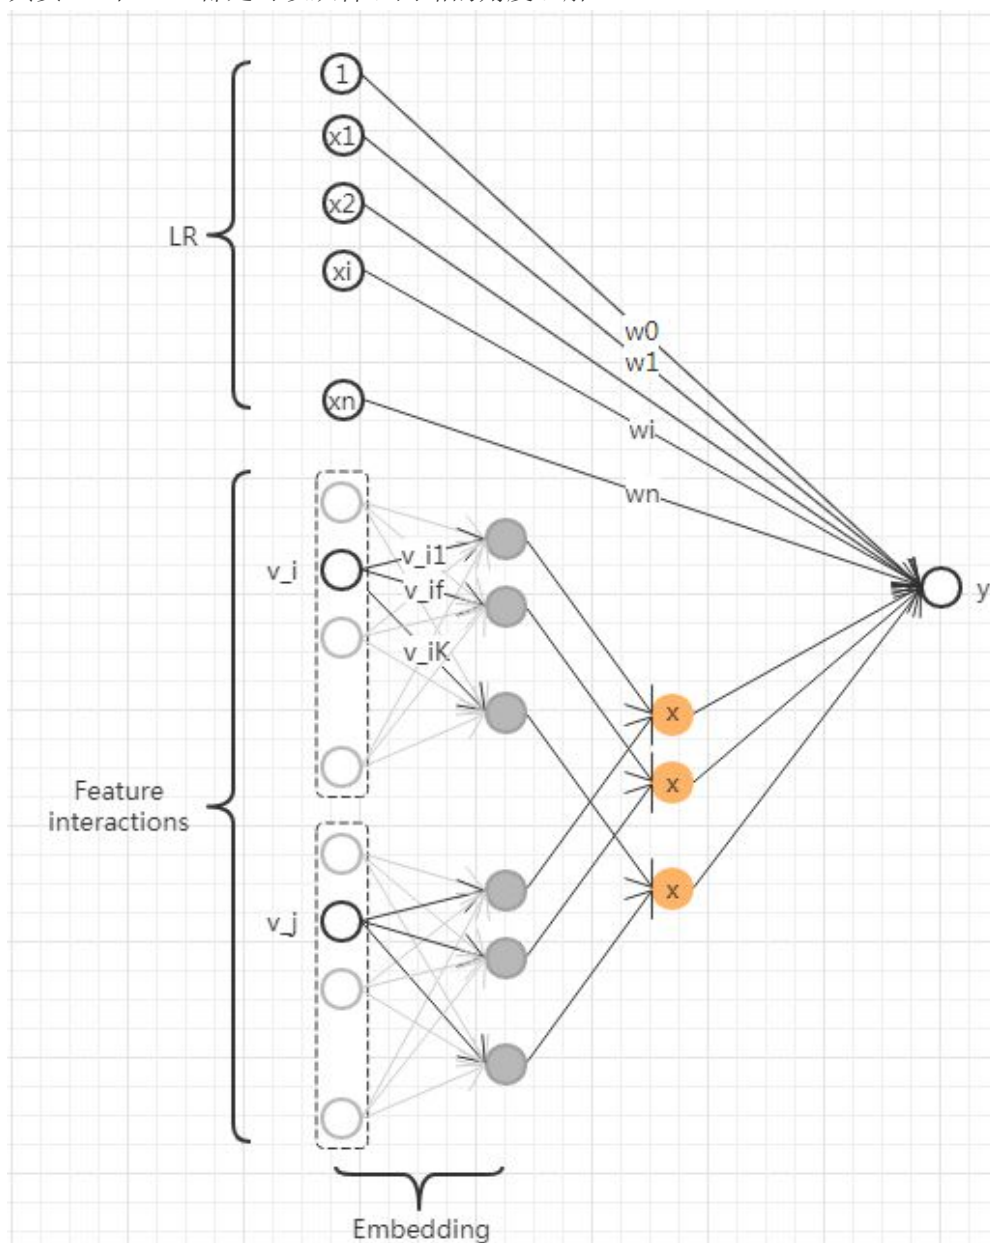 1
x1
x2
LR
xi
w0
w1
xn
wi
wn
v_i
v_i1
v_if
y
v_iK
x
x
Feature
interactions
x
v_j
Embedding